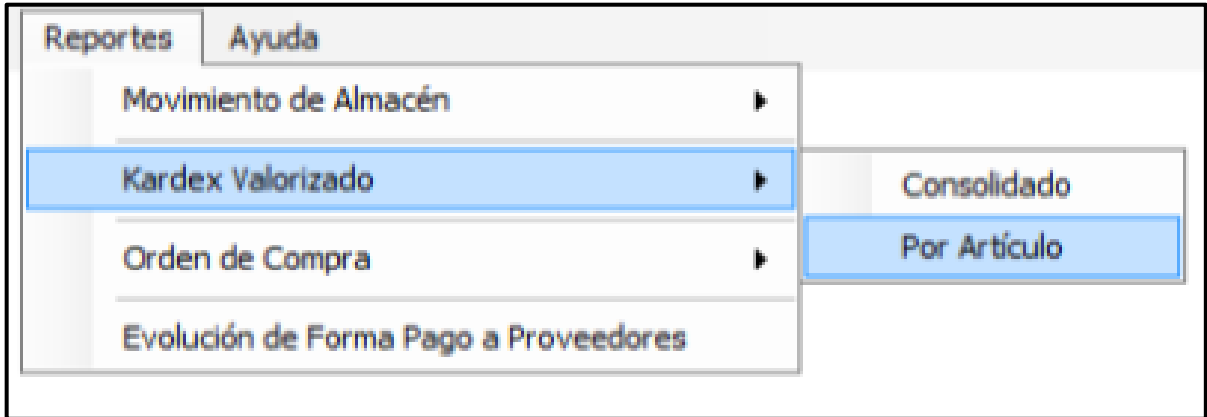 Reportes Ayuda
Movimiento de Almacén
Kardex Valorizado
Consolidado
Por Artículo
Orden de Compra
Evolución de Forma Pago a Proveedores